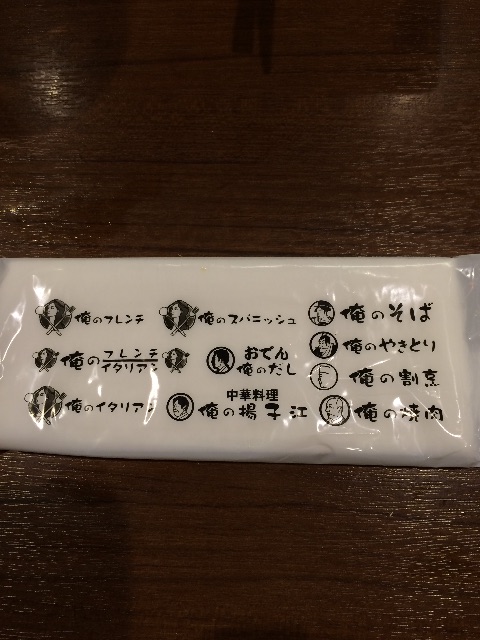 俺のフレンチ
俺のフレンチ
イタリアン
俺のイタリアン
俺のスパニッシュ
おでん
俺のだし
中華料理
俺の揚子江
俺のそば
俺のやきとり
俺の割烹
俺の焼肉